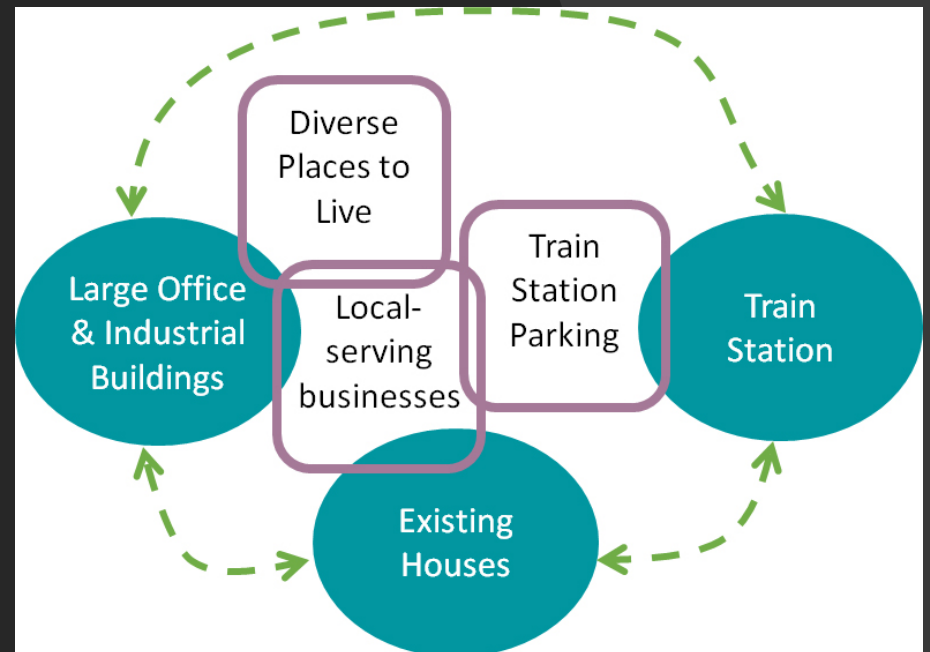 Diverse
Places to
Live
Train
Station
Parking
Large Office
& Industrial
Buildings
Local-
serving
businesses
Train
Station
Existing
Houses